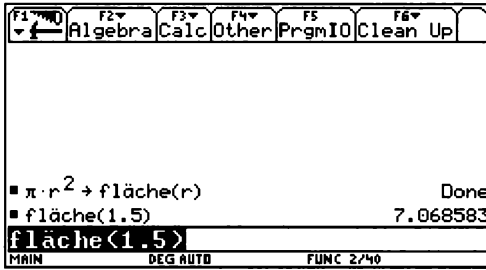 F1 F2 F3 F4 F5 F6
Algebra Calc Other PrgmIO Clean Up
π·r² → fläche(r) Done
fläche(1.5) 7.068583
fläche(1.5)
MAIN DEG AUTO FUNC 2/40